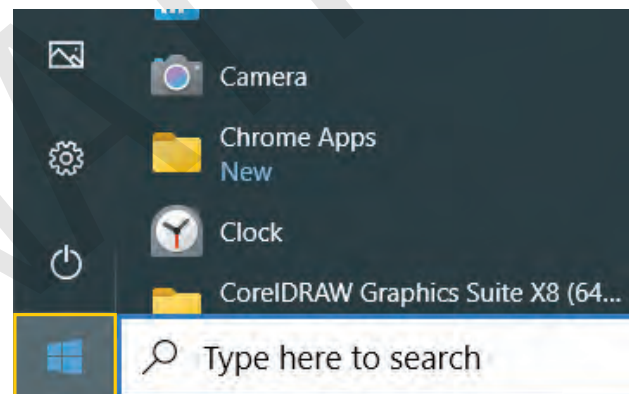 Camera
Chrome Apps
New
Clock
CorelDRAW Graphics Suite X8 (64...
Type here to search